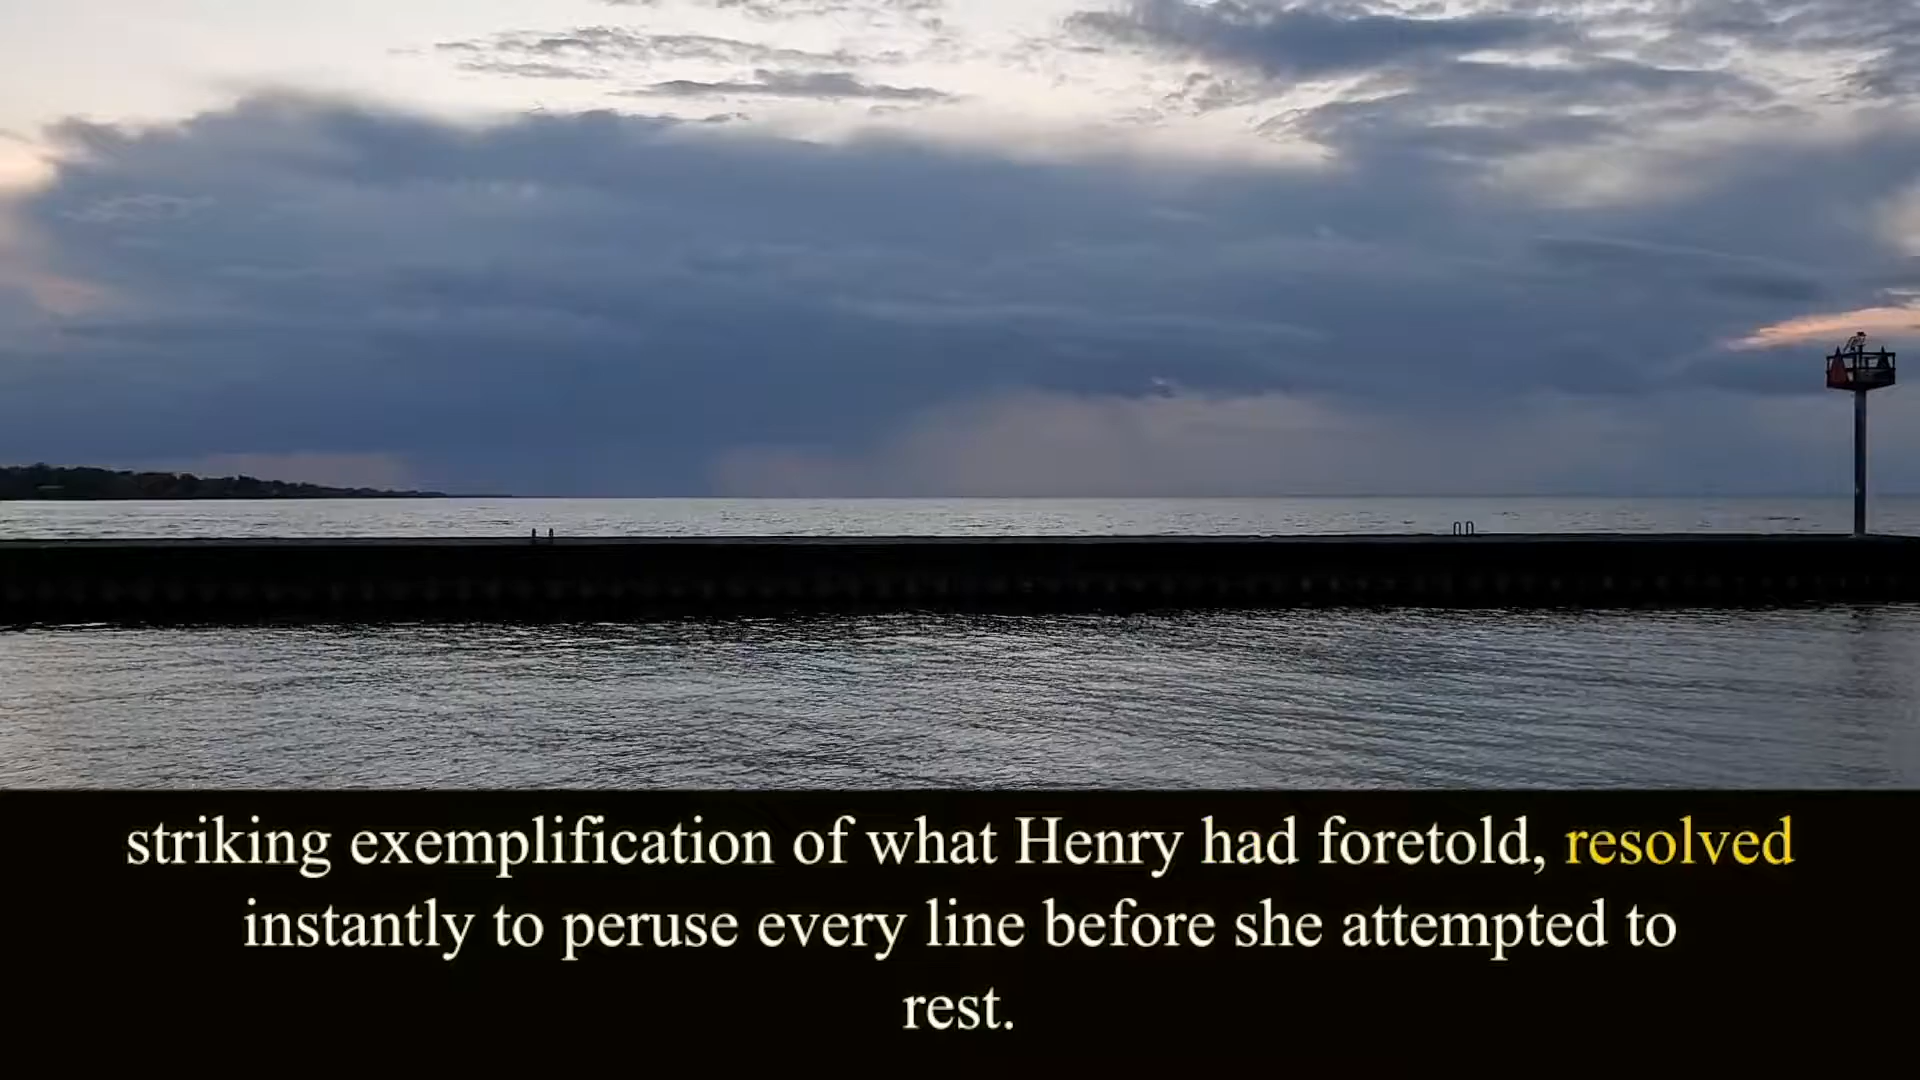 striking exemplification of what Henry had foretold, resolved
instantly to peruse every line before she attempted to
rest.